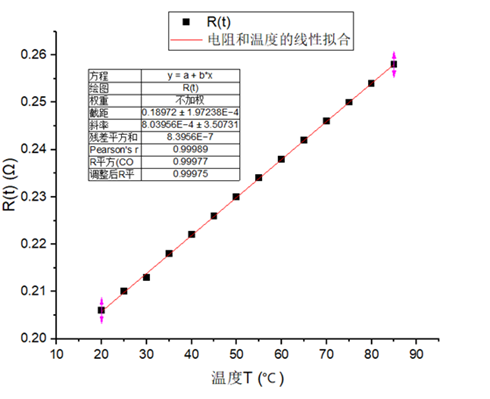 R(t)
电阻和温度的线性拟合
方程 y = a + b*x
绘图 R(t)
权重 不加权
截距 0.18972 ± 1.97238E-4
斜率 8.03956E-4 ± 3.50731
残差平方和 8.3956E-7
Pearson's r 0.99989
R平方(CO 0.99977
调整后R平 0.99975
0.26
0.25
0.24
0.23
0.22
0.21
0.20
R(t) (Ω)
10 20 30 40 50 60 70 80 90
温度T (℃)